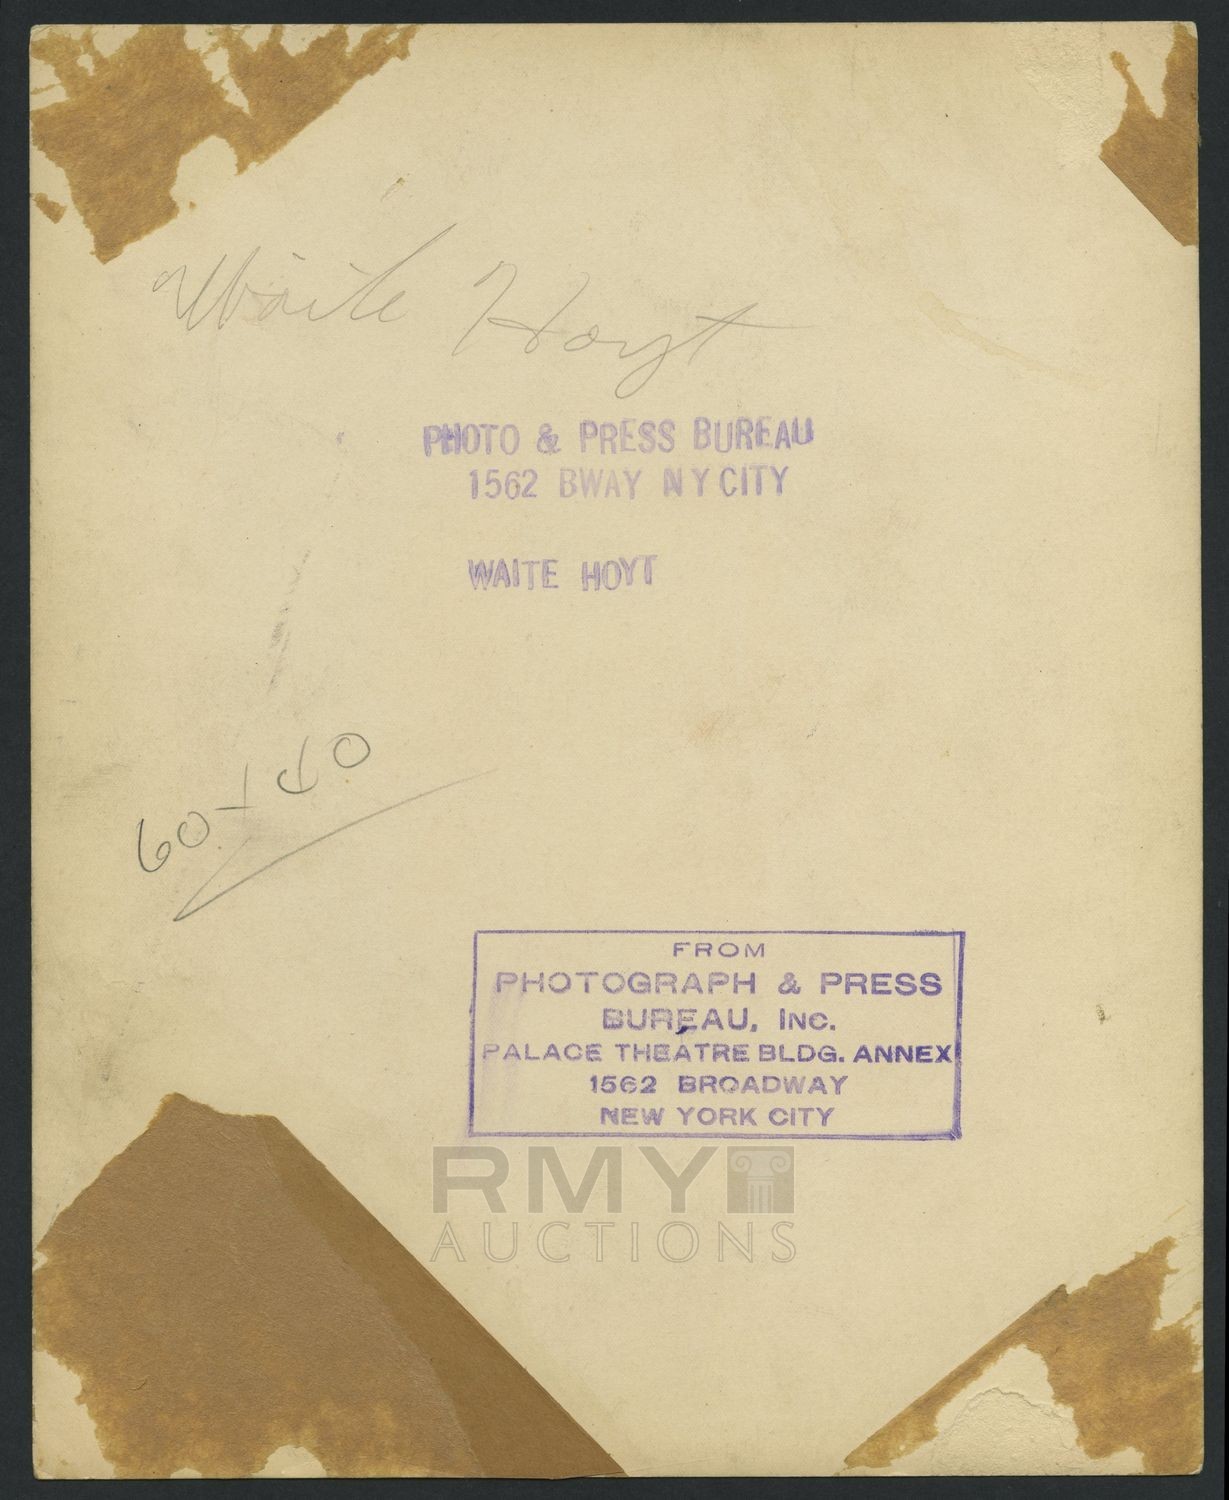 Waite Hoyt
PHOTO & PRESS BUREAU
1562 BWAY NY CITY
WAITE HOYT
60 x 40
FROM
PHOTOGRAPH & PRESS
BUREAU, INC.
PALACE THEATRE BLDG. ANNEX
1562 BROADWAY
NEW YORK CITY
RMY
AUCTIONS